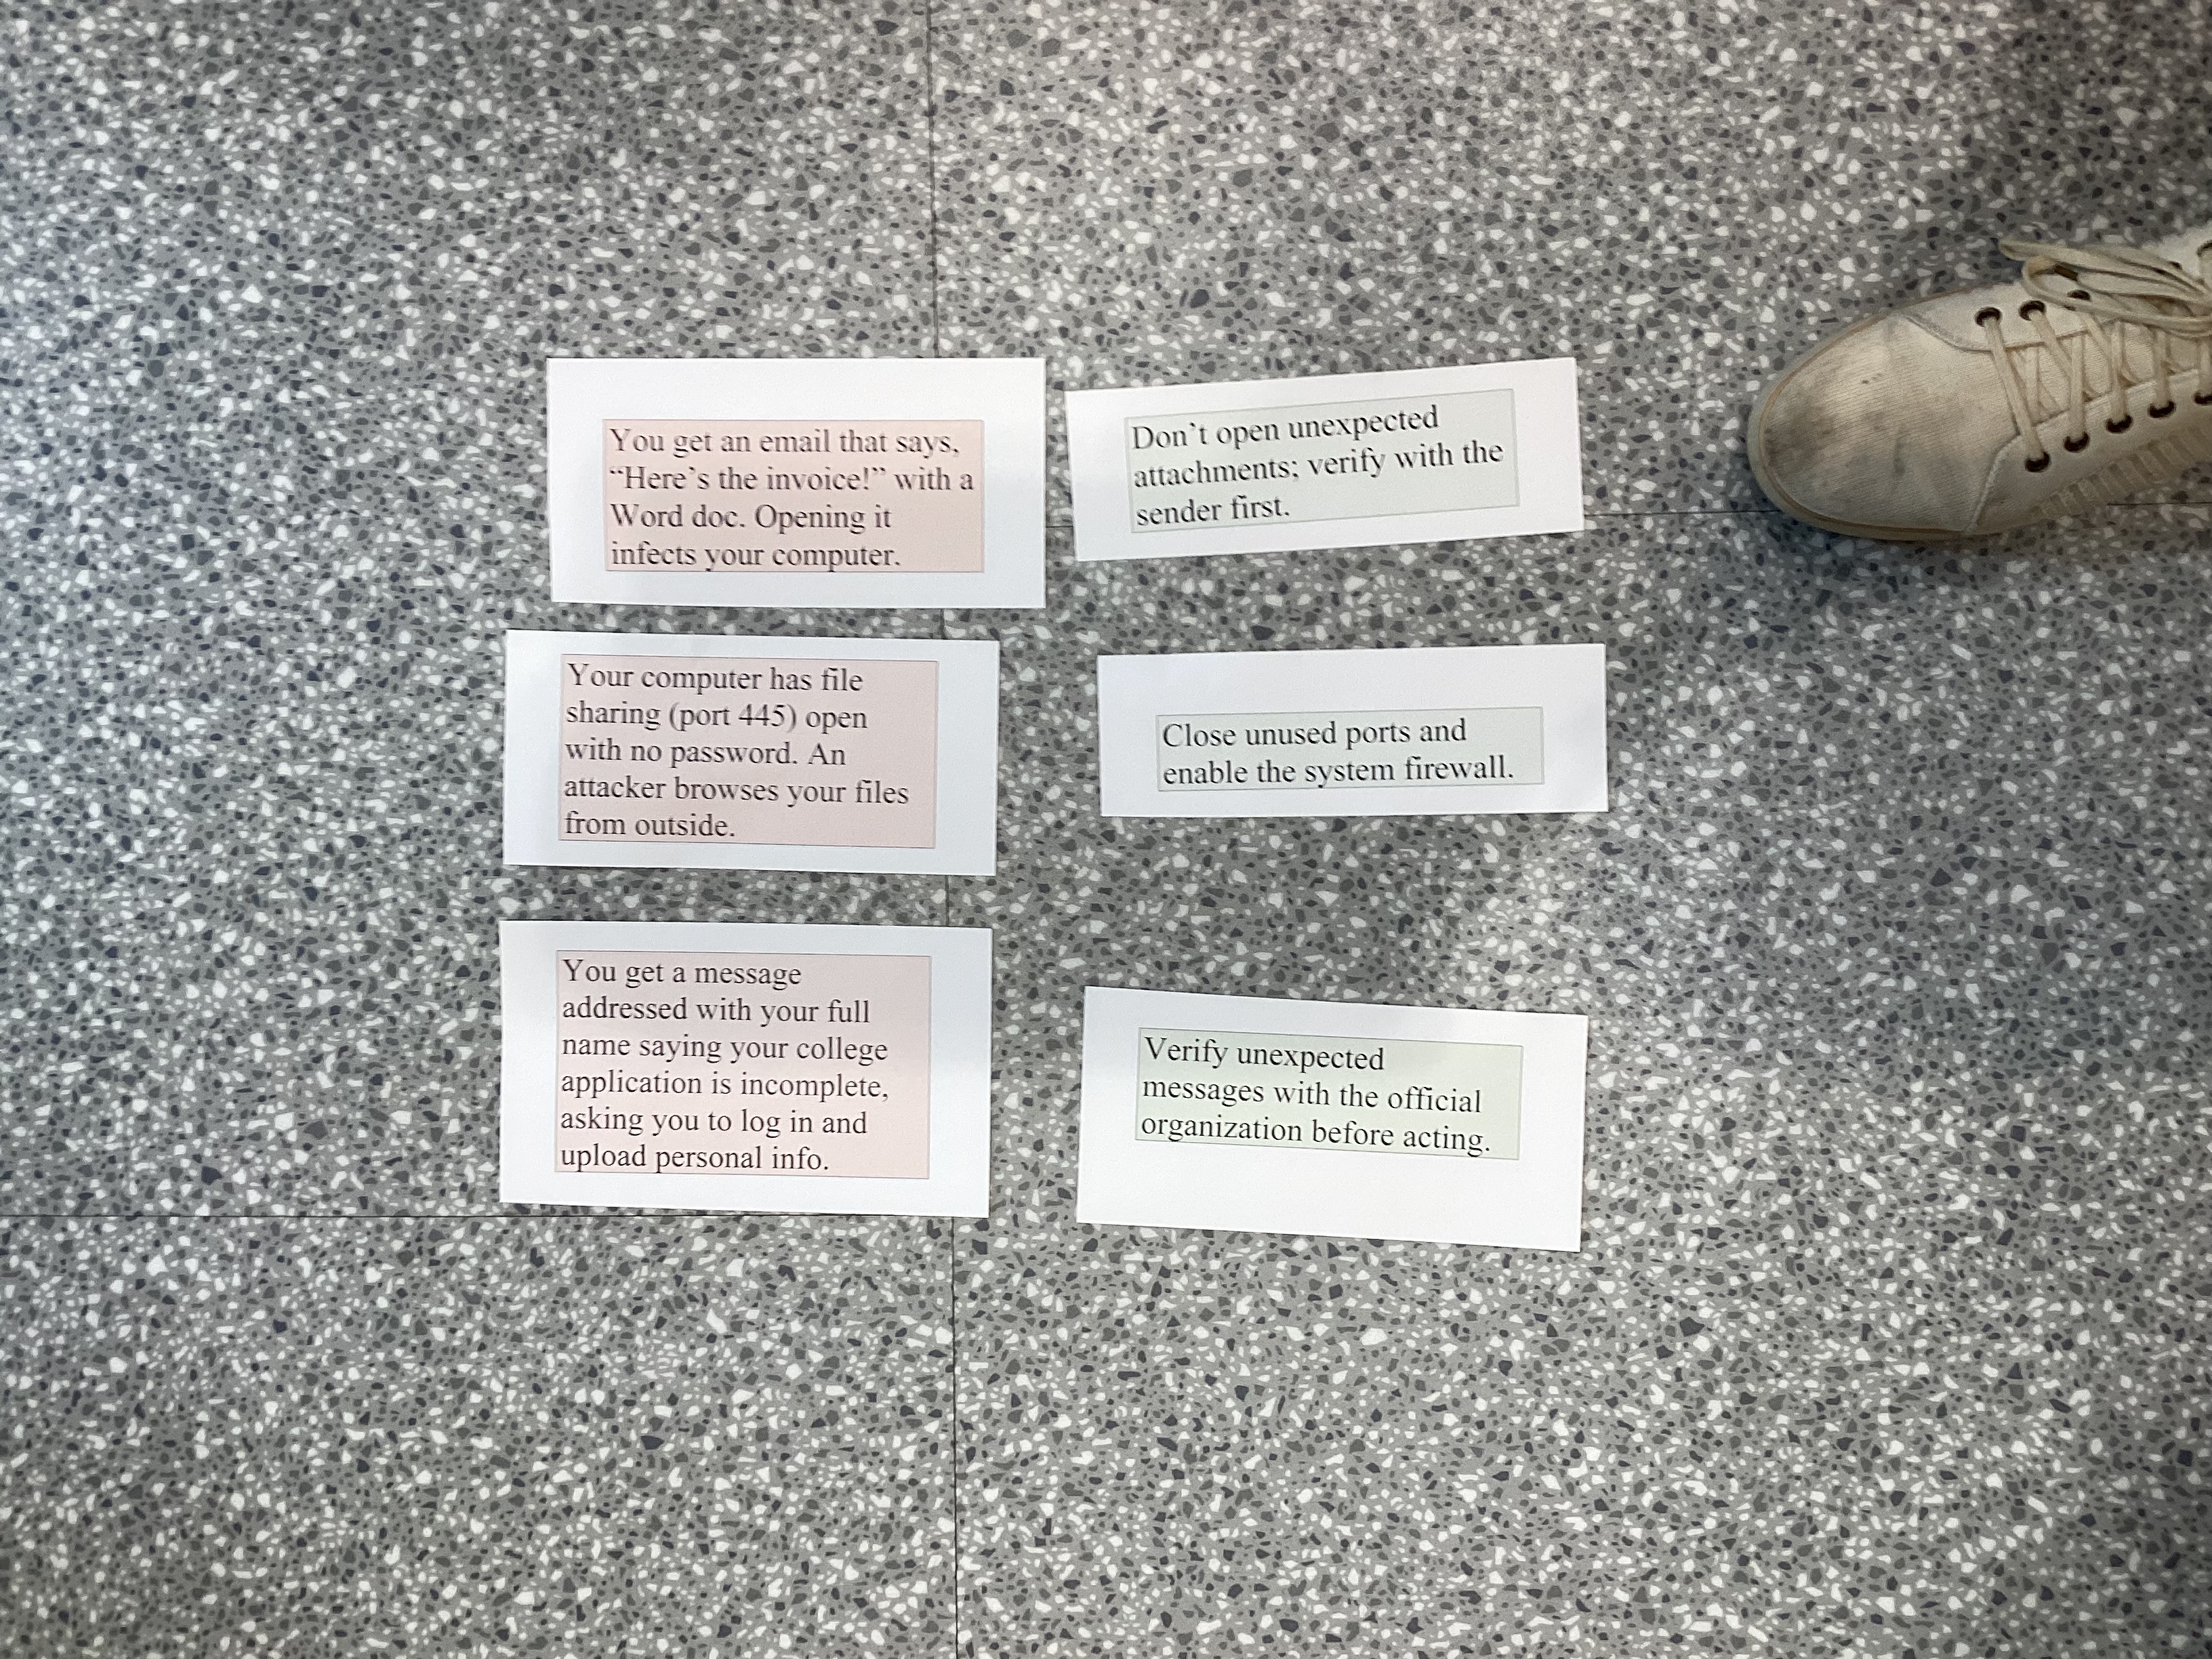 You get an email that says,
“Here’s the invoice!” with a
Word doc. Opening it
infects your computer.
Don’t open unexpected
attachments; verify with the
sender first.
Your computer has file
sharing (port 445) open
with no password. An
attacker browses your files
from outside.
Close unused ports and
enable the system firewall.
You get a message
addressed with your full
name saying your college
application is incomplete,
asking you to log in and
upload personal info.
Verify unexpected
messages with the official
organization before acting.